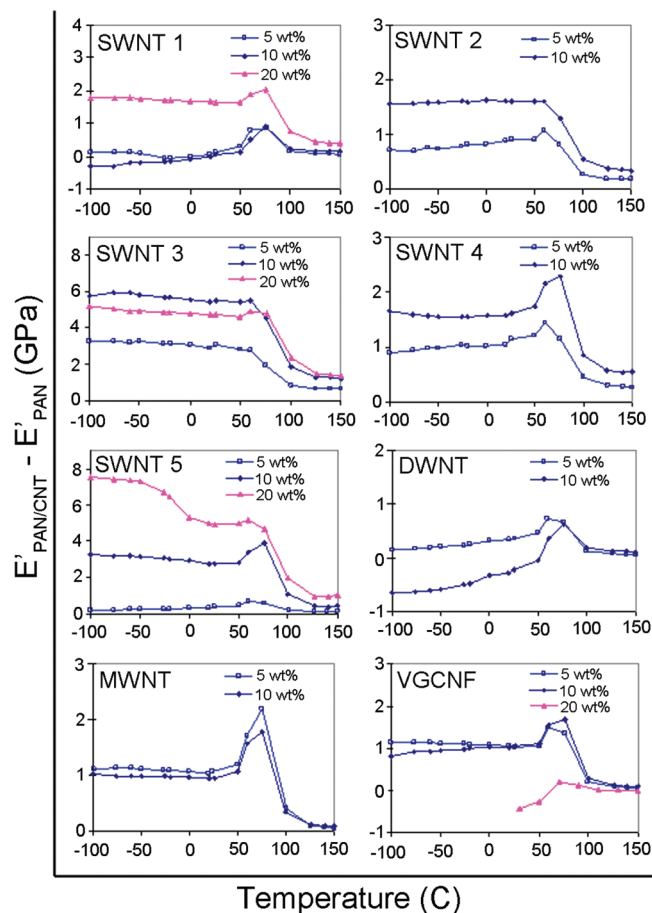 E'PAN/CNT - E'PAN (GPa)
SWNT 1
5 wt%
10 wt%
20 wt%
4
3
2
1
0
-1
-100 -50 0 50 100 150
SWNT 2
5 wt%
10 wt%
3
2
1
0
-100 -50 0 50 100 150
SWNT 3
5 wt%
10 wt%
20 wt%
8
6
4
2
0
-100 -50 0 50 100 150
SWNT 4
5 wt%
10 wt%
3
2
1
0
-100 -50 0 50 100 150
SWNT 5
5 wt%
10 wt%
20 wt%
8
6
4
2
0
-100 -50 0 50 100 150
DWNT
5 wt%
10 wt%
2
1
0
-1
-100 -50 0 50 100 150
MWNT
5 wt%
10 wt%
3
2
1
0
-100 -50 0 50 100 150
VGCNF
5 wt%
10 wt%
20 wt%
3
2
1
0
-1
-100 -50 0 50 100 150
Temperature (C)